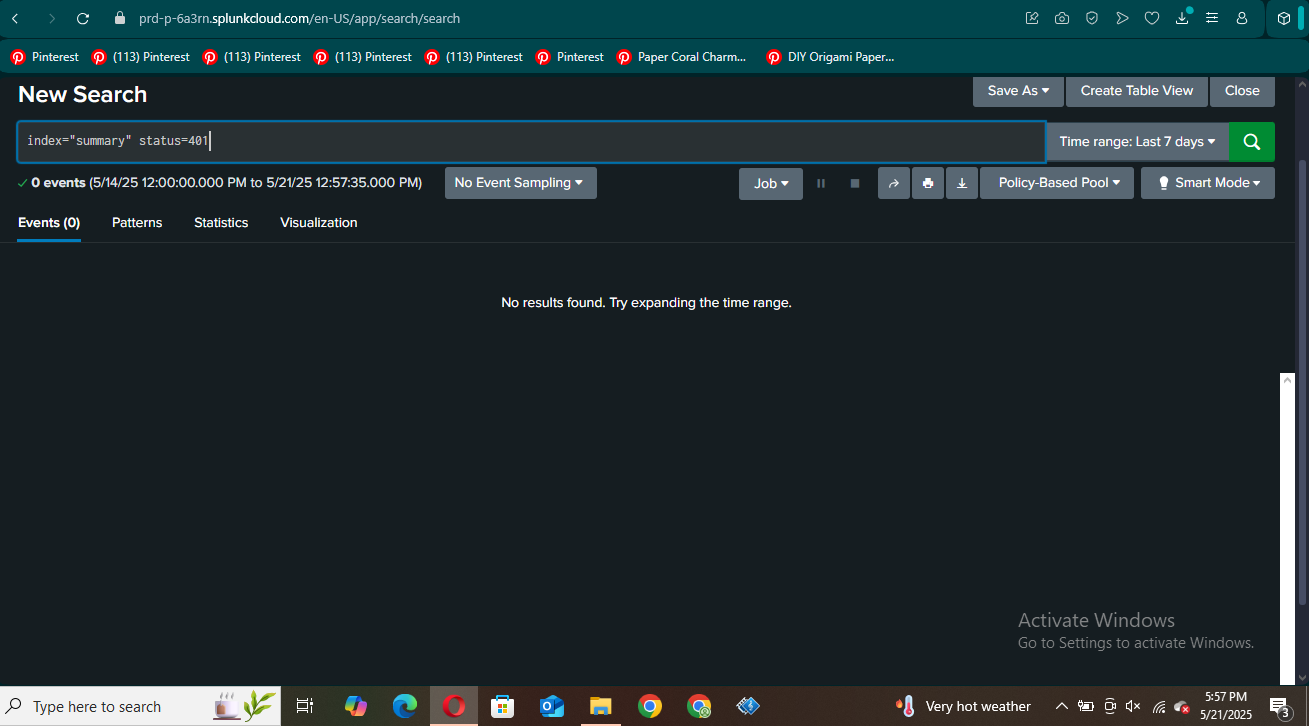 prd-p-6a3rn.splunkcloud.com/en-US/app/search/search
Pinterest (113) Pinterest (113) Pinterest (113) Pinterest (113) Pinterest Pinterest Paper Coral Charm... DIY Origami Paper...
New Search
Save As Create Table View Close
index="summary" status=401
Time range: Last 7 days
0 events (5/14/25 12:00:00.000 PM to 5/21/25 12:57:35.000 PM)
No Event Sampling
Job
Policy-Based Pool
Smart Mode
Events (0) Patterns Statistics Visualization
No results found. Try expanding the time range.
Activate Windows
Go to Settings to activate Windows.
Type here to search
Very hot weather
5:57 PM
5/21/2025
3